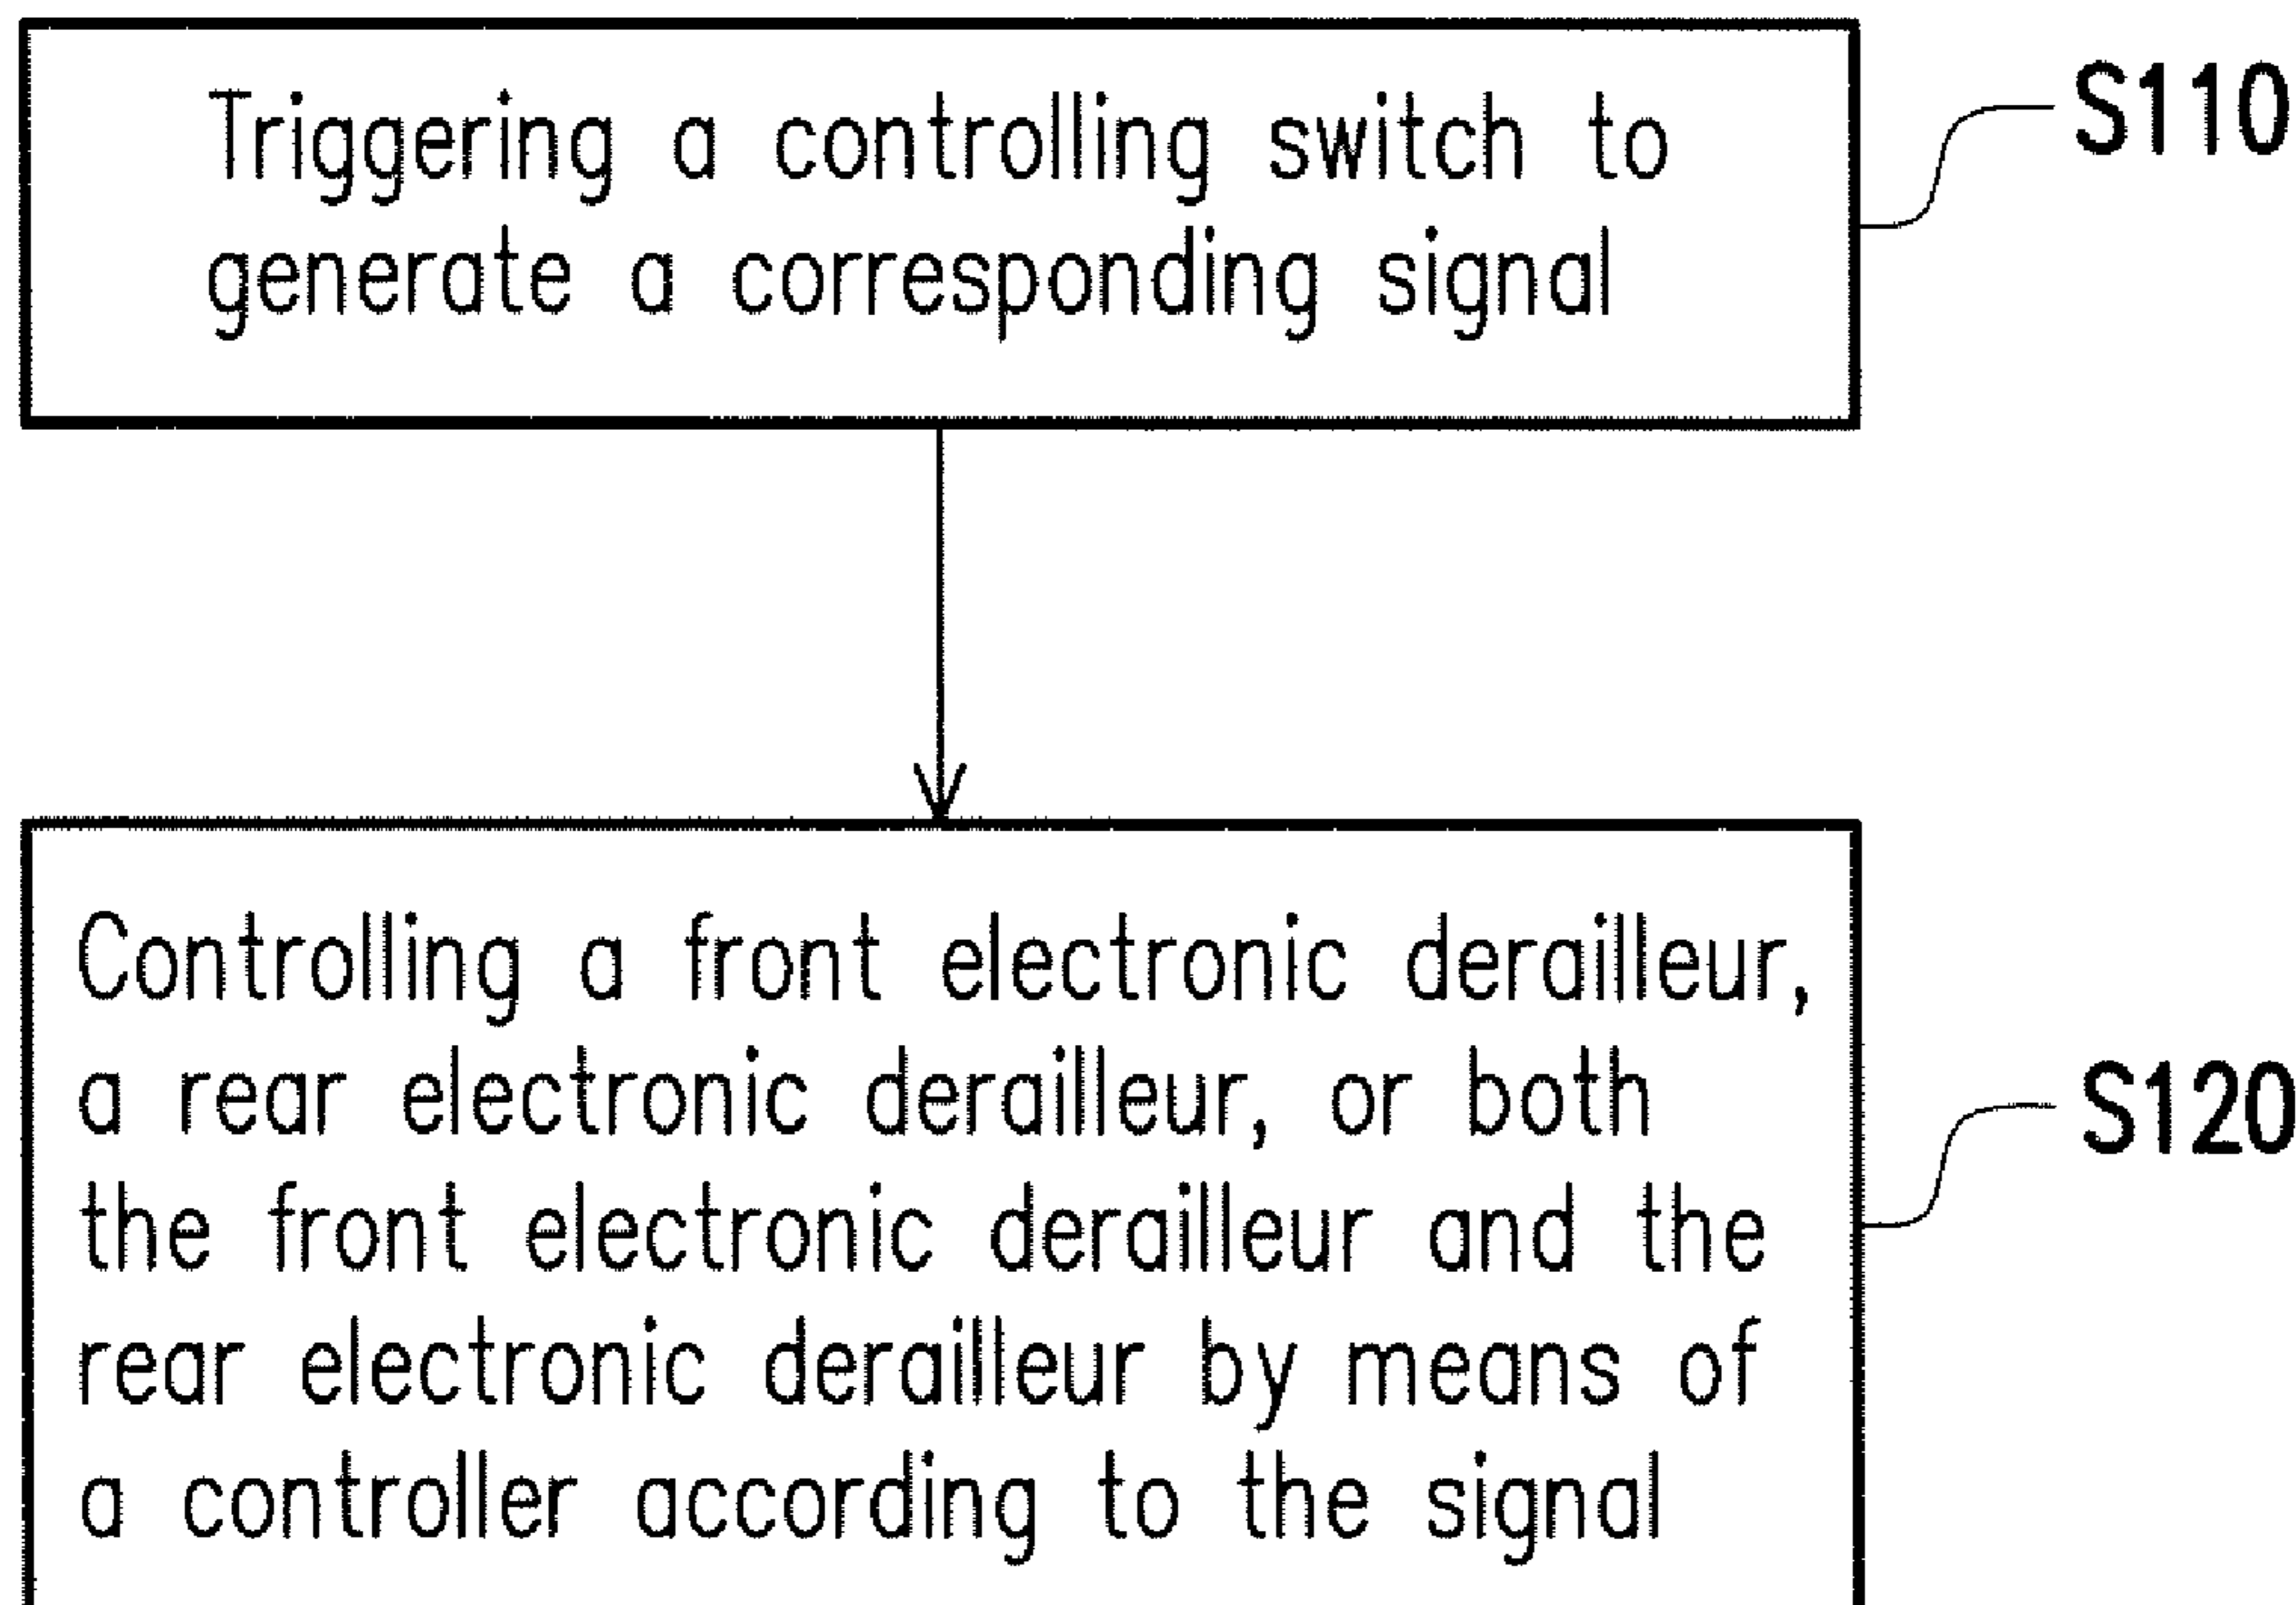 Triggering a controlling switch to
generate a corresponding signal
S110
Controlling a front electronic derailleur,
a rear electronic derailleur, or both
the front electronic derailleur and the
rear electronic derailleur by means of
a controller according to the signal
S120